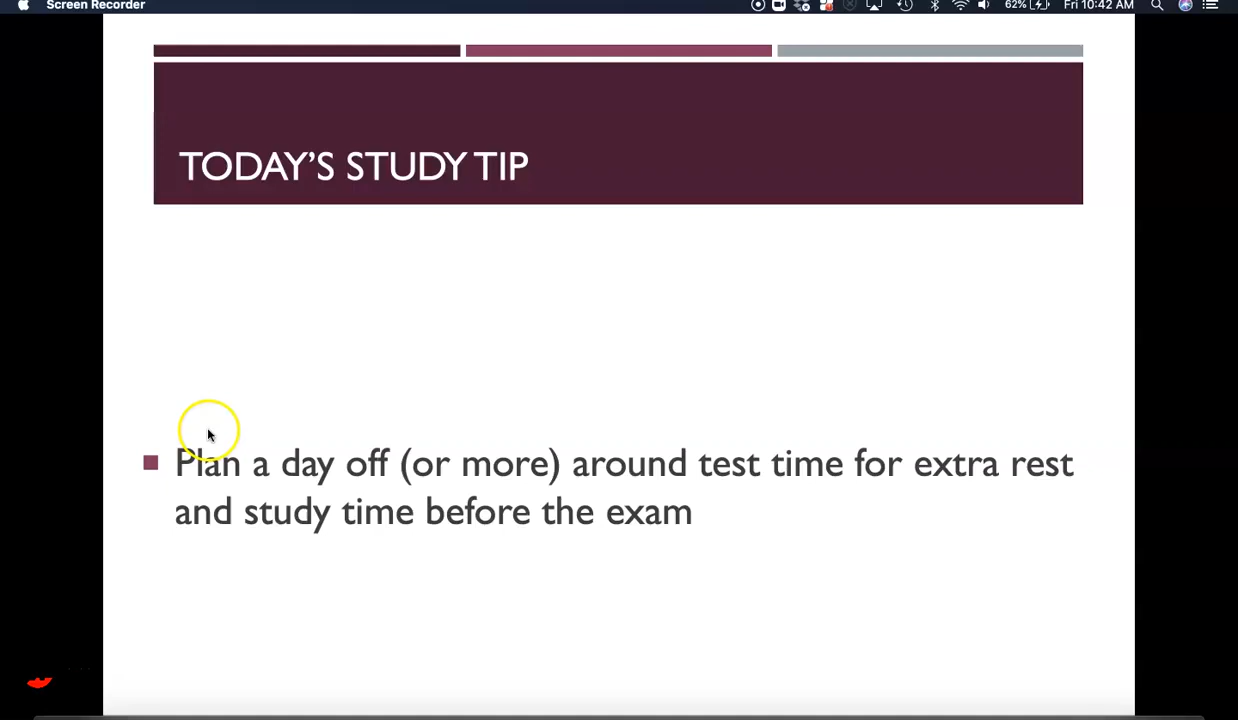 Screen Recorder
62%
Fri 10:42 AM
TODAY'S STUDY TIP
Plan a day off (or more) around test time for extra rest
and study time before the exam